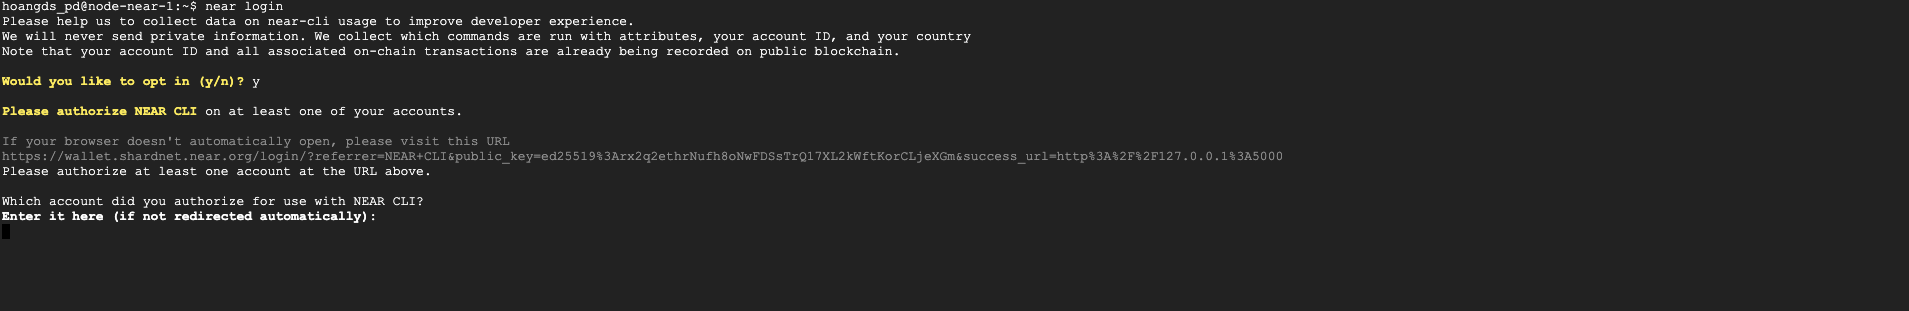 hoangds_pd@node-near-1:~$ near login
Please help us to collect data on near-cli usage to improve developer experience.
We will never send private information. We collect which commands are run with attributes, your account ID, and your country
Note that your account ID and all associated on-chain transactions are already being recorded on public blockchain.
Would you like to opt in (y/n)? y
Please authorize NEAR CLI on at least one of your accounts.
If your browser doesn't automatically open, please visit this URL
https://wallet.shardnet.near.org/login/?referrer=NEAR+CLI&public_key=ed25519%3Arx2q2ethrNufh8oNwFDSsTrQ17XL2kWftKorCLjeXGm&success_url=http%3A%2F%2F127.0.0.1%3A5000
Please authorize at least one account at the URL above.
Which account did you authorize for use with NEAR CLI?
Enter it here (if not redirected automatically):